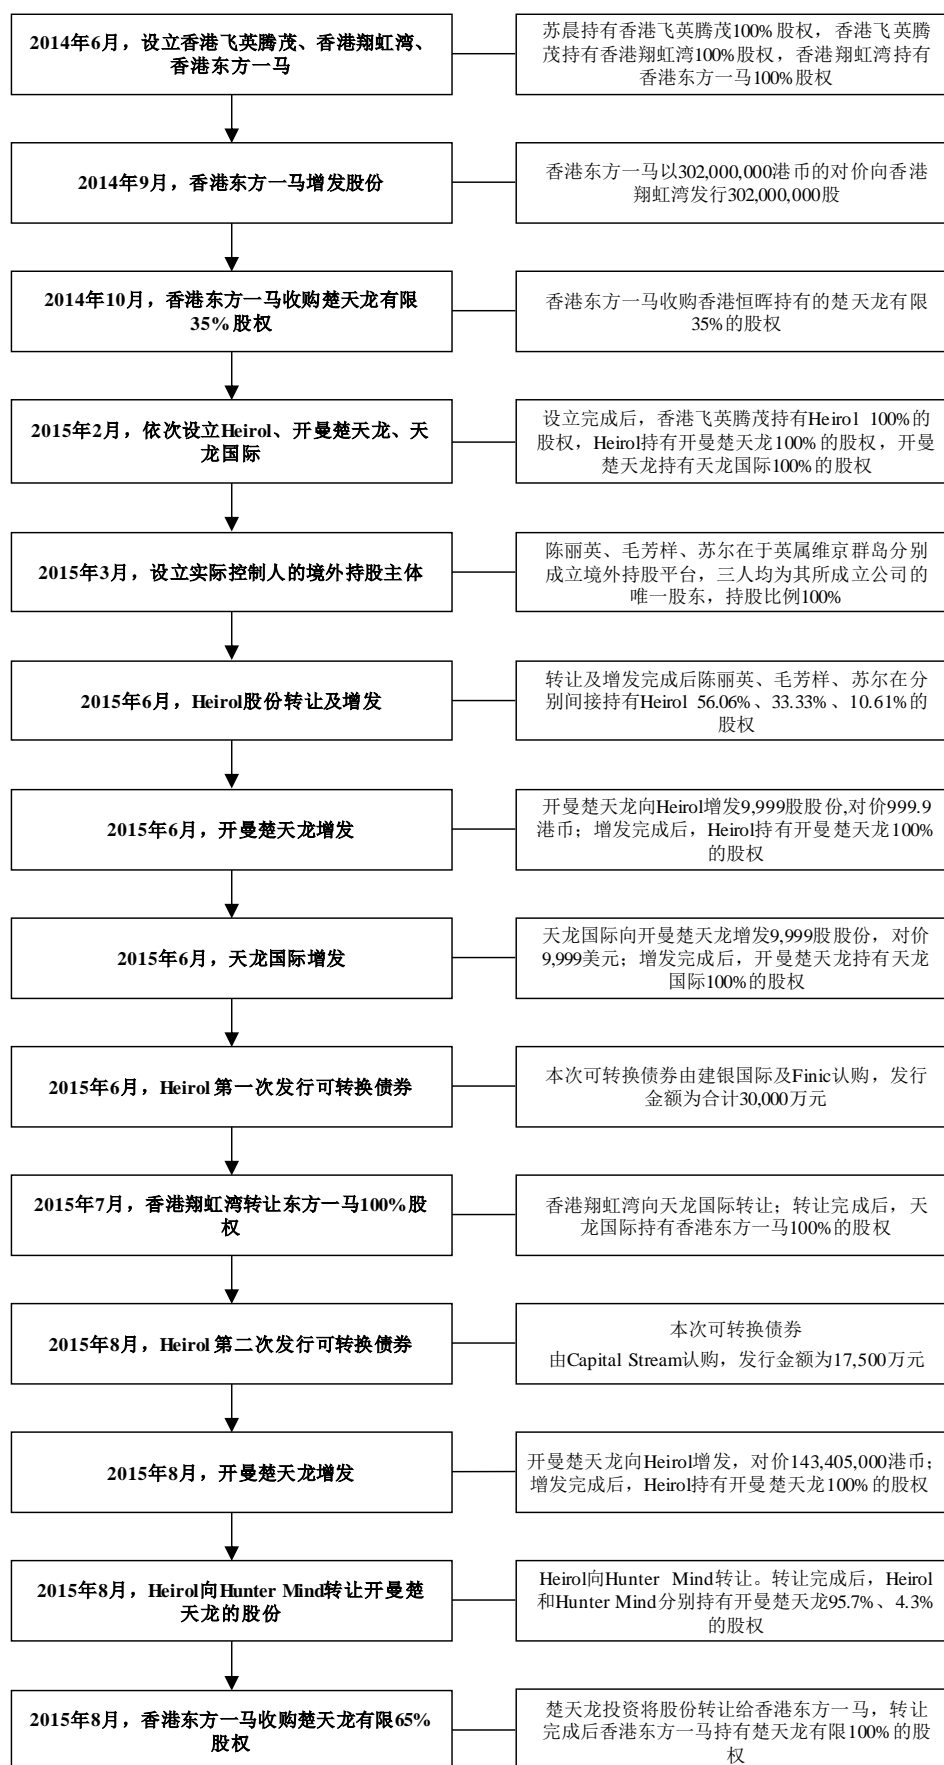 2014年6月，设立香港飞英腾茂、香港翔虹湾、
香港东方一马
苏晨持有香港飞英腾茂100%股权，香港飞英腾
茂持有香港翔虹湾100%股权，香港翔虹湾持有
香港东方一马100%股权
2014年9月，香港东方一马增发股份
香港东方一马以302,000,000港币的对价向香港
翔虹湾发行302,000,000股
2014年10月，香港东方一马收购楚天龙有限
35%股权
香港东方一马收购香港恒晖持有的楚天龙有限
35%的股权
2015年2月，依次设立Heirol、开曼楚天龙、天
龙国际
设立完成后，香港飞英腾茂持有Heirol 100%的
股权，Heirol持有开曼楚天龙100%的股权，开曼
楚天龙持有天龙国际100%的股权
2015年3月，设立实际控制人的境外持股主体
陈丽英、毛芳样、苏尔在于英属维京群岛分别
成立境外持股平台，三人均为其所成立公司的
唯一股东，持股比例100%
2015年6月，Heirol股份转让及增发
转让及增发完成后陈丽英、毛芳样、苏尔在分
别间接持有Heirol 56.06%、33.33%、10.61%的
股权
2015年6月，开曼楚天龙增发
开曼楚天龙向Heirol增发9,999股股份,对价999.9
港币；增发完成后，Heirol持有开曼楚天龙100%
的股权
2015年6月，天龙国际增发
天龙国际向开曼楚天龙增发9,999股股份，对价
9,999美元；增发完成后，开曼楚天龙持有天龙
国际100%的股权
2015年6月，Heirol 第一次发行可转换债券
本次可转换债券由建银国际及Finic认购，发行
金额为合计30,000万元
2015年7月，香港翔虹湾转让东方一马100%股
权
香港翔虹湾向天龙国际转让；转让完成后，天
龙国际持有香港东方一马100%的股权
2015年8月，Heirol 第二次发行可转换债券
本次可转换债券
由Capital Stream认购，发行金额为17,500万元
2015年8月，开曼楚天龙增发
开曼楚天龙向Heirol增发，对价143,405,000港币；
增发完成后，Heirol持有开曼楚天龙100%的股权
2015年8月，Heirol向Hunter Mind转让开曼楚
天龙的股份
Heirol向Hunter Mind转让。转让完成后，Heirol
和Hunter Mind分别持有开曼楚天龙95.7%、4.3%
的股权
2015年8月，香港东方一马收购楚天龙有限65%
股权
楚天龙投资将股份转让给香港东方一马，转让
完成后香港东方一马持有楚天龙有限100%的股
权